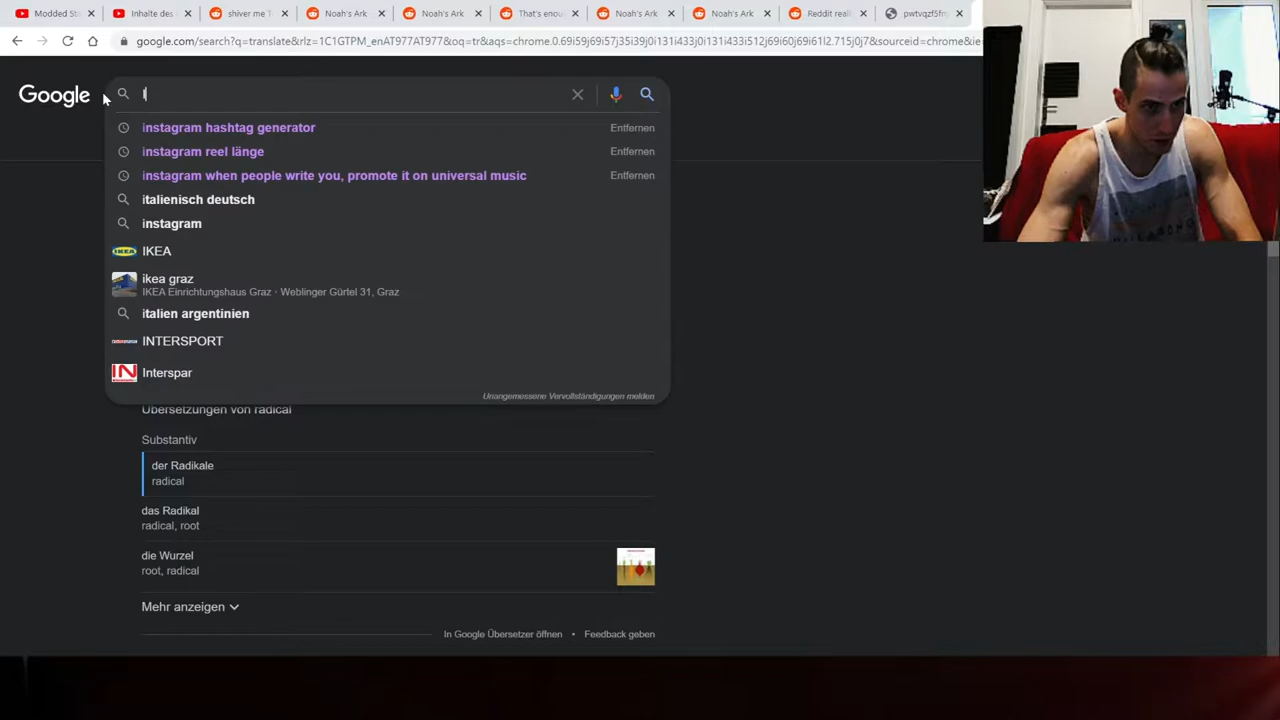 Modded St
Inhalte des
shiver me T
Noah's Ark
Noah's Ark
That's enou
Noah's Ark
Noah's Ark
Reddit reall
pwtvqzf5fm
google.com/search?q=translate&rlz=1C1GTPM_enAT977AT977&oq=tr&aqs=chrome.0.69i59j69i57j35i39j0i131i433j0i131i433i512j69i60j69i61l2.715j0j7&sourceid=chrome&ie
Google
I
instagram hashtag generator
Entfernen
instagram reel länge
Entfernen
instagram when people write you, promote it on universal music
Entfernen
italienisch deutsch
instagram
IKEA
IKEA
ikea graz
IKEA Einrichtungshaus Graz · Weblinger Gürtel 31, Graz
italien argentinien
INTERSPORT
IN
Interspar
Unangemessene Vervollständigungen melden
Übersetzungen von radical
Substantiv
der Radikale
radical
das Radikal
radical, root
die Wurzel
root, radical
Mehr anzeigen
In Google Übersetzer öffnen • Feedback geben